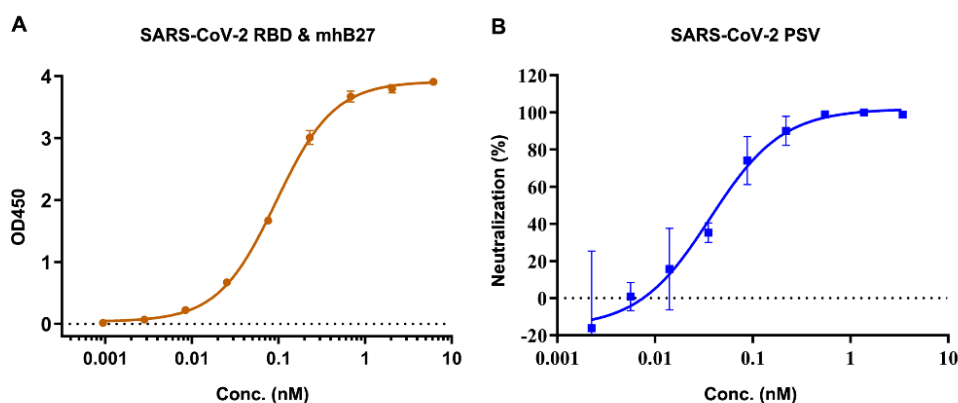 A
SARS-CoV-2 RBD & mhB27
OD450
4
3
2
1
0
0.001 0.01 0.1 1 10
Conc. (nM)
B
SARS-CoV-2 PSV
Neutralization (%)
120
100
80
60
40
20
0
-20
0.001 0.01 0.1 1 10
Conc. (nM)